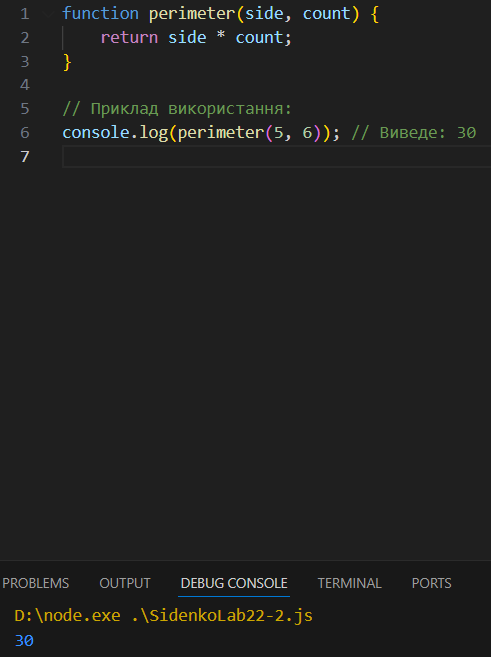 1 function perimeter(side, count) {
2 return side * count;
3 }
4
5 // Приклад використання:
6 console.log(perimeter(5, 6)); // Виведе: 30
7
PROBLEMS OUTPUT DEBUG CONSOLE TERMINAL PORTS
D:\node.exe .\SidenkoLab22-2.js
30